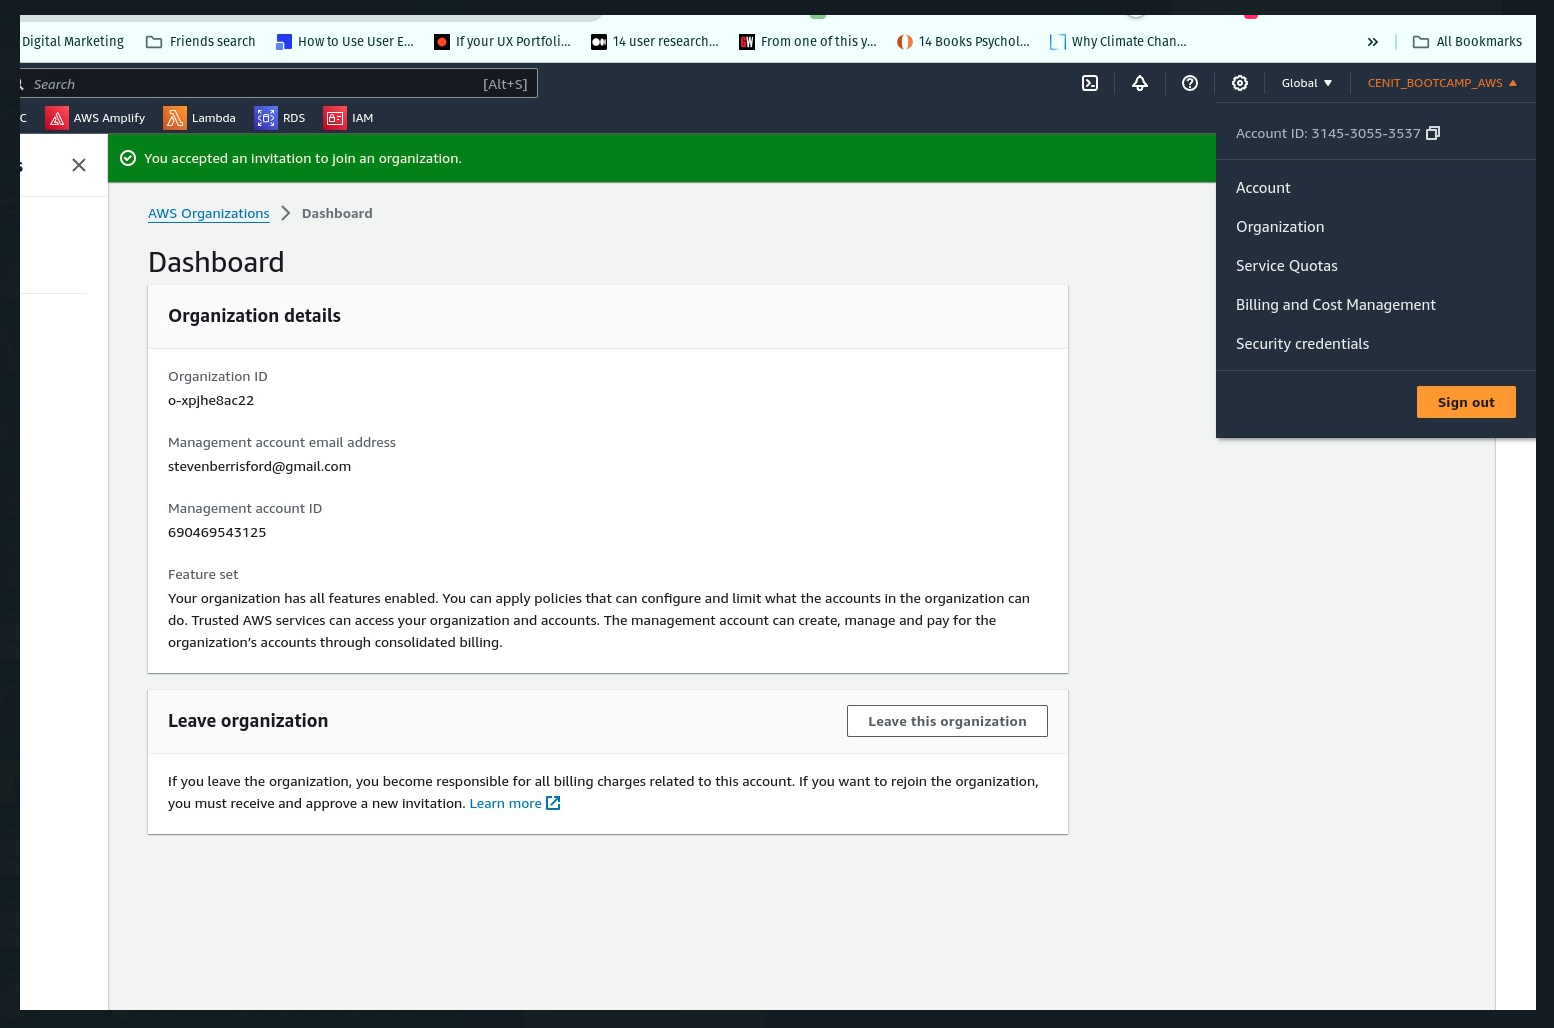 Digital Marketing Friends search How to Use User E... If your UX Portfoli... 14 user research... From one of this y... 14 Books Psychol... Why Climate Chan... » All Bookmarks
Search [Alt+S] Global CENIT_BOOTCAMP_AWS
C AWS Amplify Lambda RDS IAM
Account ID: 3145-3055-3537
Account
Organization
Service Quotas
Billing and Cost Management
Security credentials
Sign out
s
You accepted an invitation to join an organization.
AWS Organizations Dashboard
Dashboard
Organization details
Organization ID
o-xpjhe8ac22
Management account email address
stevenberrisford@gmail.com
Management account ID
690469543125
Feature set
Your organization has all features enabled. You can apply policies that can configure and limit what the accounts in the organization can
do. Trusted AWS services can access your organization and accounts. The management account can create, manage and pay for the
organization’s accounts through consolidated billing.
Leave organization Leave this organization
If you leave the organization, you become responsible for all billing charges related to this account. If you want to rejoin the organization,
you must receive and approve a new invitation. Learn more